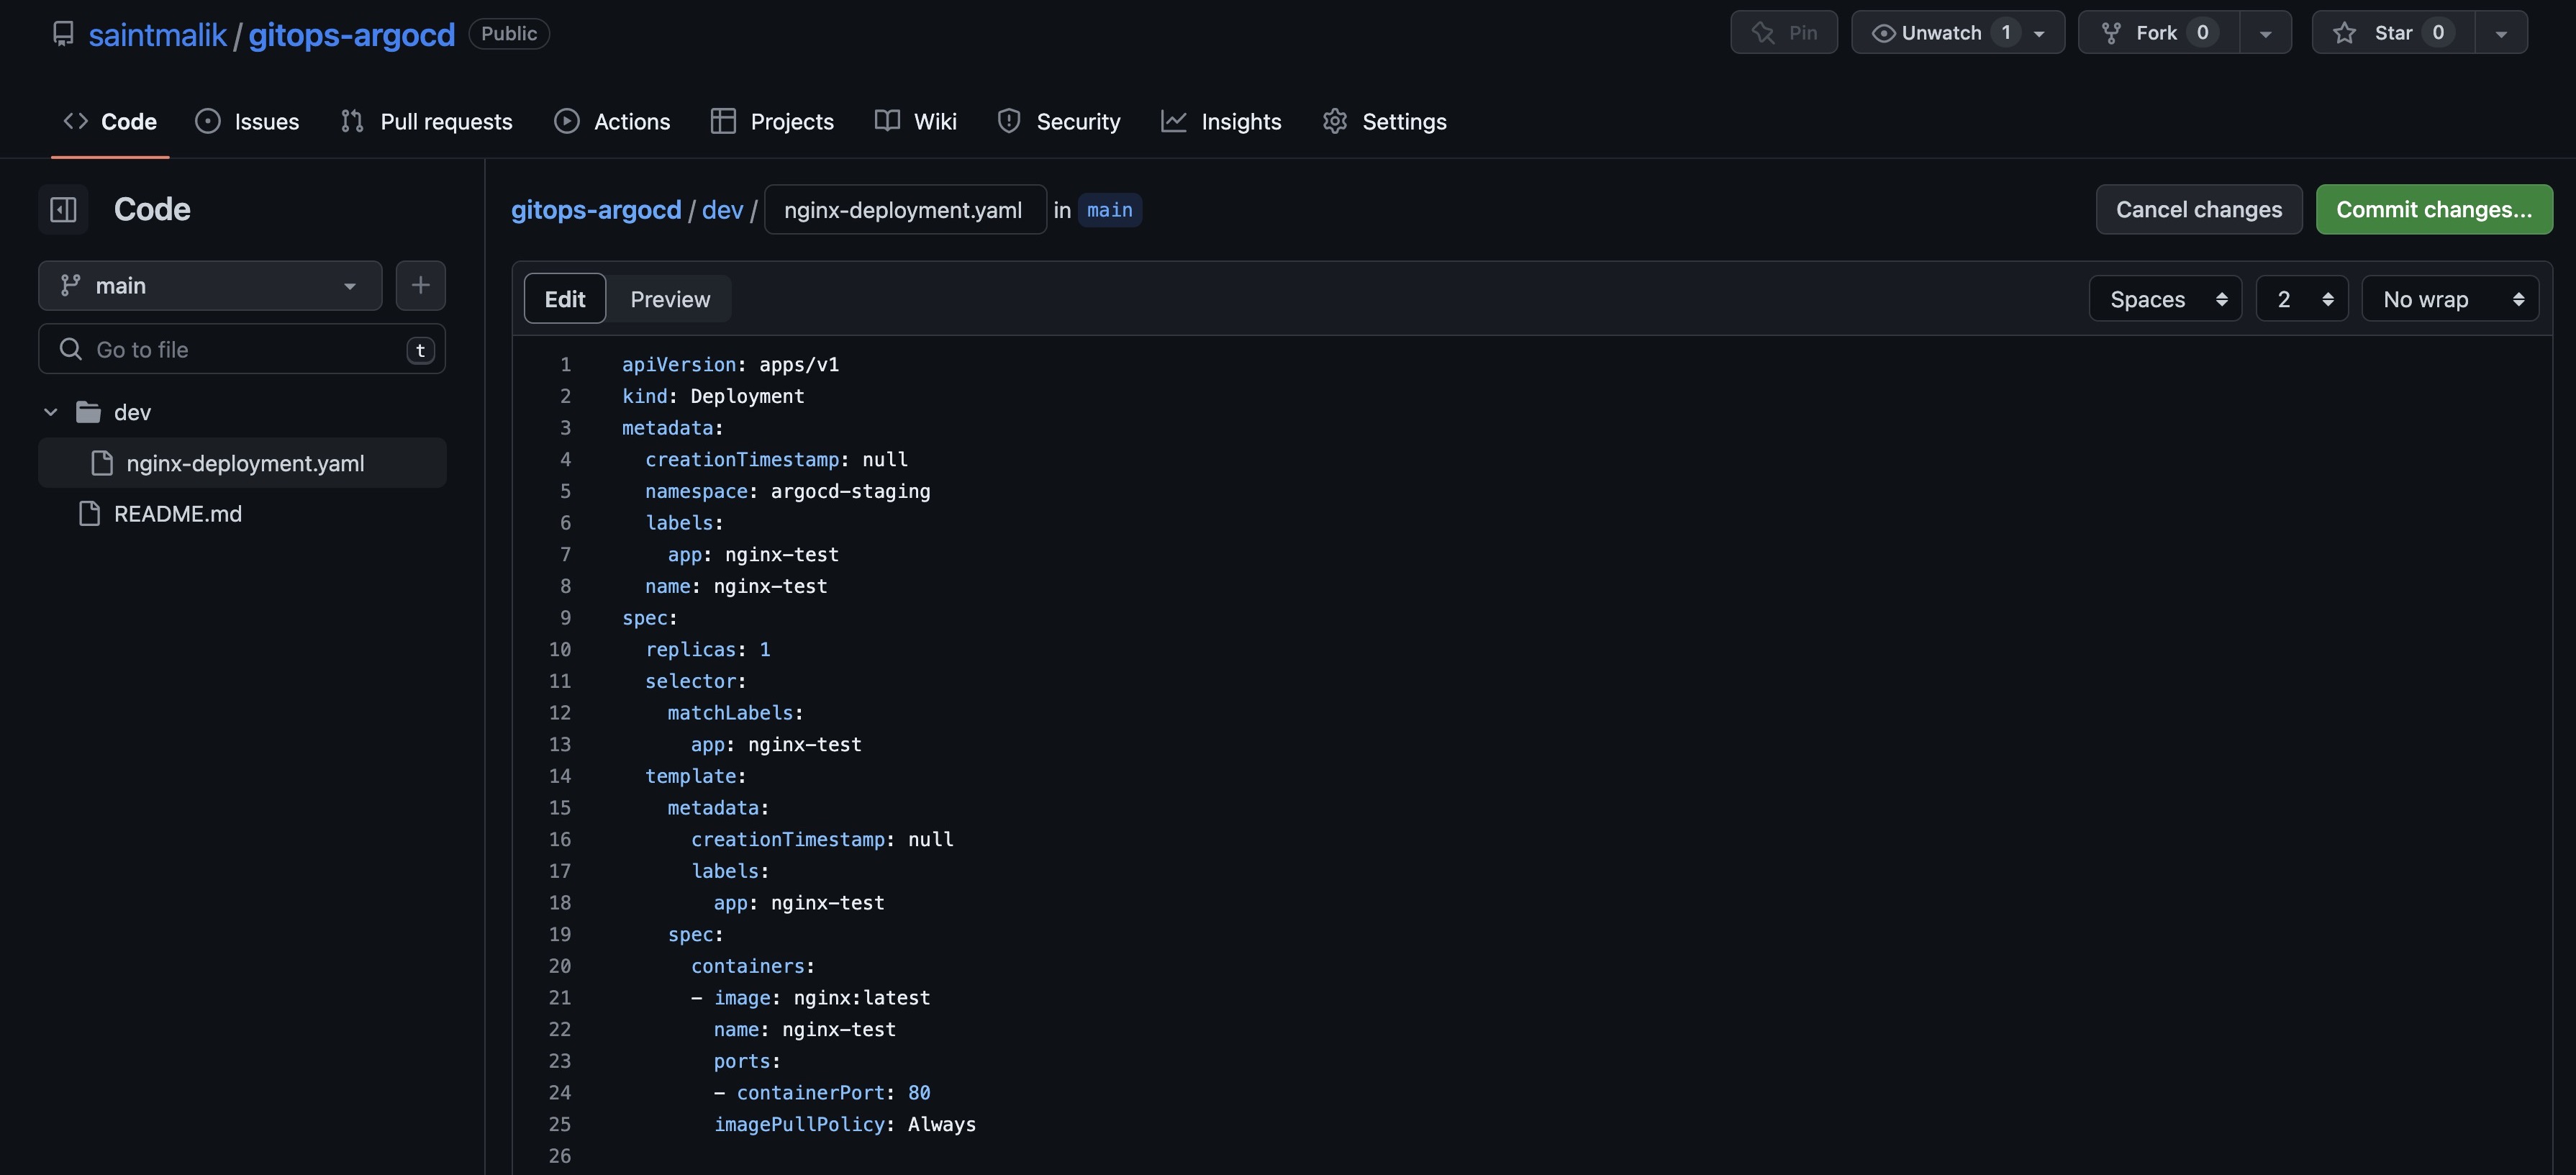 saintmalik / gitops-argocd Public Pin Unwatch 1 Fork 0 Star 0
Code Issues Pull requests Actions Projects Wiki Security Insights Settings
Code
main
Go to file t
dev
nginx-deployment.yaml
README.md
gitops-argocd / dev / nginx-deployment.yaml in main Cancel changes Commit changes...
Edit Preview Spaces 2 No wrap
1 apiVersion: apps/v1
2 kind: Deployment
3 metadata:
4   creationTimestamp: null
5   namespace: argocd-staging
6   labels:
7     app: nginx-test
8   name: nginx-test
9 spec:
10   replicas: 1
11   selector:
12     matchLabels:
13       app: nginx-test
14   template:
15     metadata:
16       creationTimestamp: null
17       labels:
18         app: nginx-test
19     spec:
20       containers:
21       - image: nginx:latest
22         name: nginx-test
23         ports:
24         - containerPort: 80
25         imagePullPolicy: Always
26